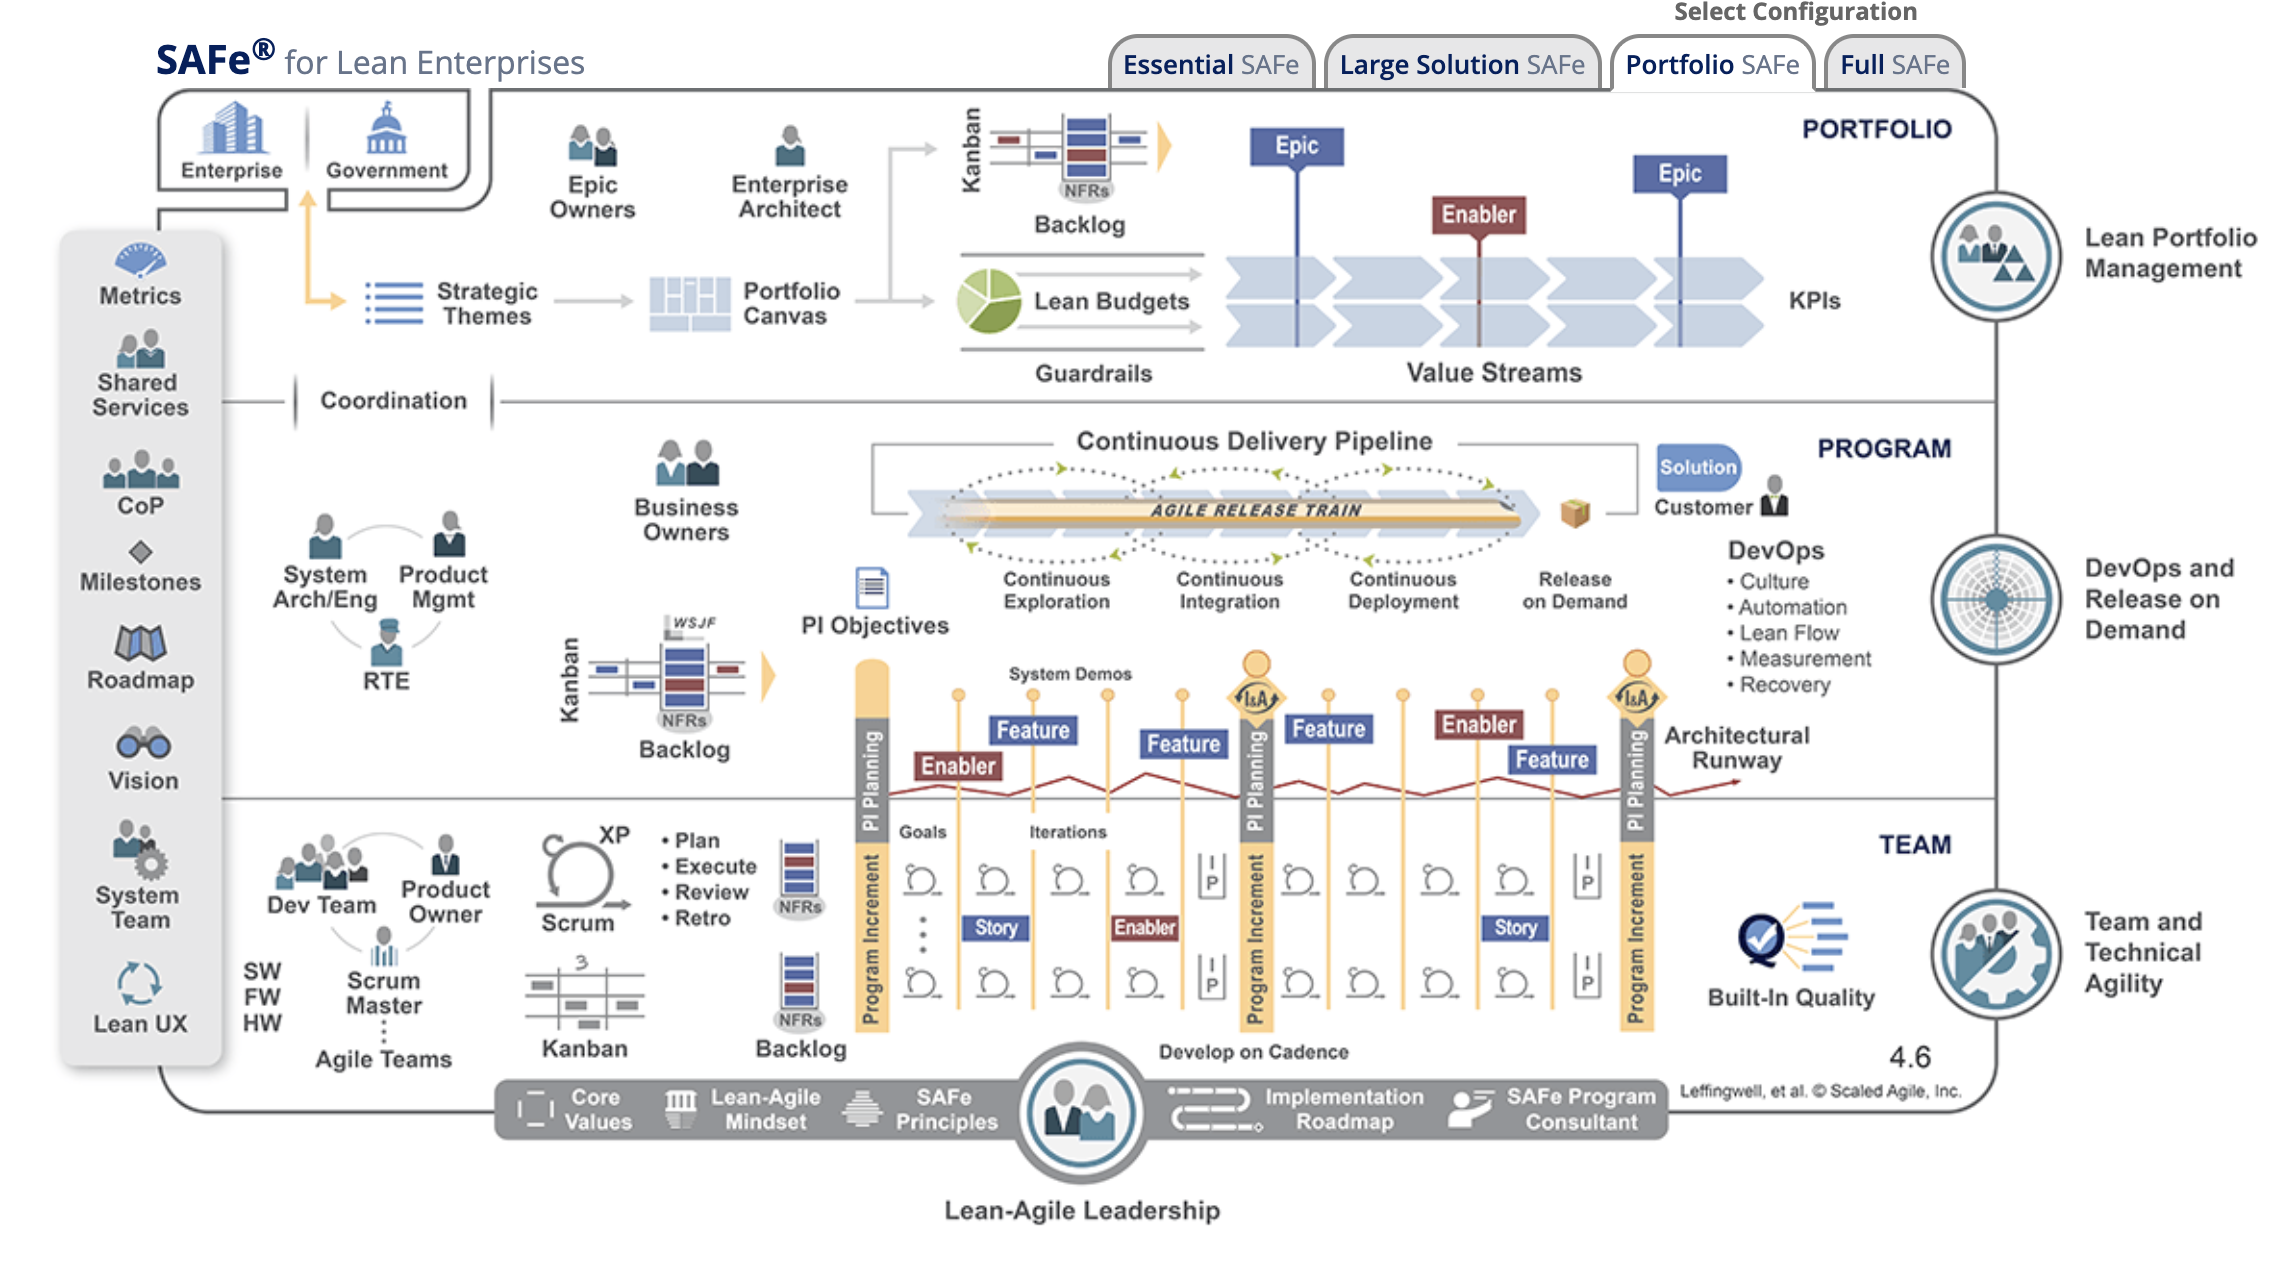 Select Configuration
SAFe® for Lean Enterprises
Essential SAFe
Large Solution SAFe
Portfolio SAFe
Full SAFe
Enterprise
Government
Epic
Owners
Enterprise
Architect
Kanban
NFRs
Backlog
Epic
Enabler
Epic
PORTFOLIO
Strategic
Themes
Portfolio
Canvas
Lean Budgets
Guardrails
Value Streams
KPIs
Lean Portfolio
Management
Metrics
Shared
Services
CoP
Milestones
Roadmap
Vision
System
Team
Lean UX
Coordination
Business
Owners
Continuous Delivery Pipeline
AGILE RELEASE TRAIN
Solution
Customer
PROGRAM
System
Arch/Eng
Product
Mgmt
RTE
PI Objectives
Continuous
Exploration
Continuous
Integration
Continuous
Deployment
Release
on Demand
DevOps
• Culture
• Automation
• Lean Flow
• Measurement
• Recovery
DevOps and
Release on
Demand
Kanban
WSJF
NFRs
Backlog
System Demos
I&A
I&A
Enabler
Feature
Feature
Feature
Enabler
Feature
Architectural
Runway
PI Planning
PI Planning
PI Planning
TEAM
Dev Team
Product
Owner
Scrum
Master
Agile Teams
SW
FW
HW
XP
Scrum
• Plan
• Execute
• Review
• Retro
3
Kanban
NFRs
NFRs
Backlog
Program Increment
Goals
Iterations
I
P
Story
Enabler
I
P
Program Increment
I
P
Story
I
P
Program Increment
Built-In Quality
Team and
Technical
Agility
Develop on Cadence
4.6
Leffingwell, et al. © Scaled Agile, Inc.
Core
Values
Lean-Agile
Mindset
SAFe
Principles
Implementation
Roadmap
SAFe Program
Consultant
Lean-Agile Leadership